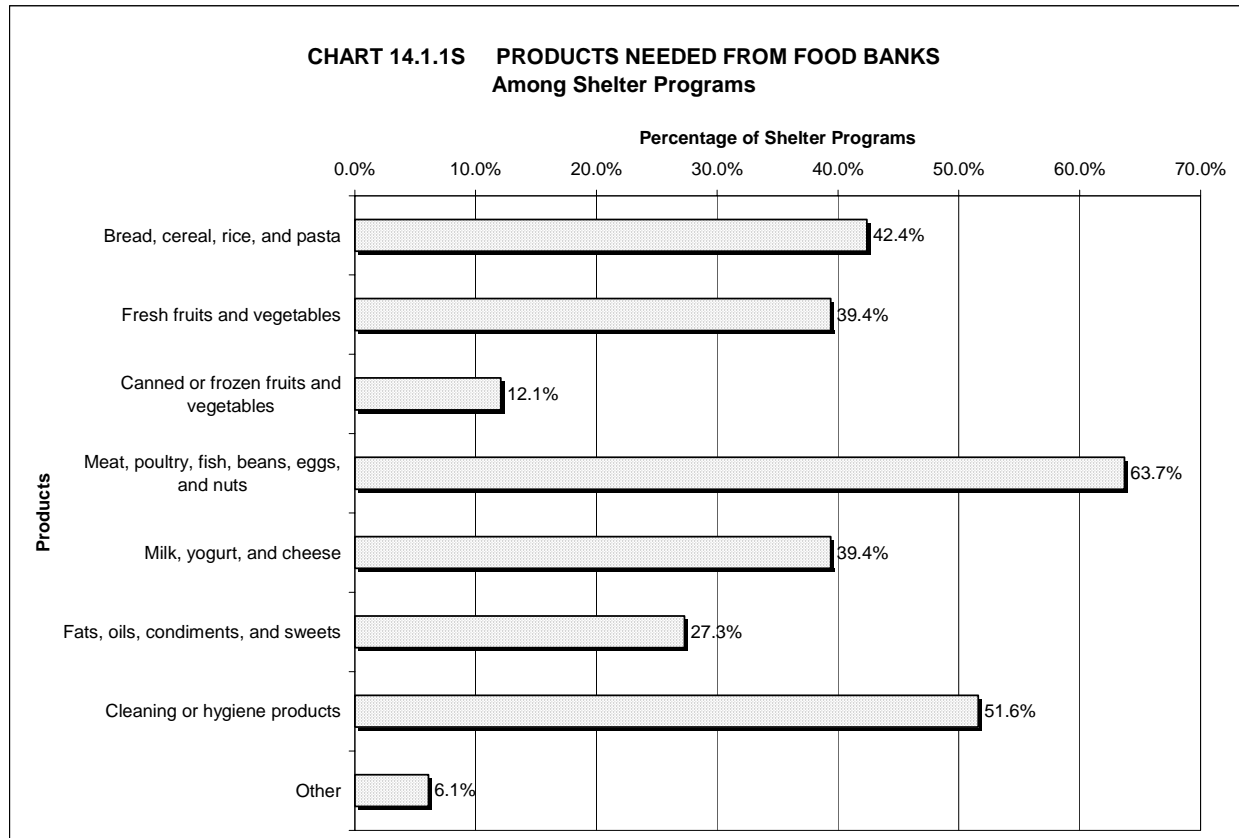 CHART 14.1.1S PRODUCTS NEEDED FROM FOOD BANKS
Among Shelter Programs
Percentage of Shelter Programs
0.0% 10.0% 20.0% 30.0% 40.0% 50.0% 60.0% 70.0%
Products
Bread, cereal, rice, and pasta 42.4%
Fresh fruits and vegetables 39.4%
Canned or frozen fruits and
vegetables 12.1%
Meat, poultry, fish, beans, eggs,
and nuts 63.7%
Milk, yogurt, and cheese 39.4%
Fats, oils, condiments, and sweets 27.3%
Cleaning or hygiene products 51.6%
Other 6.1%